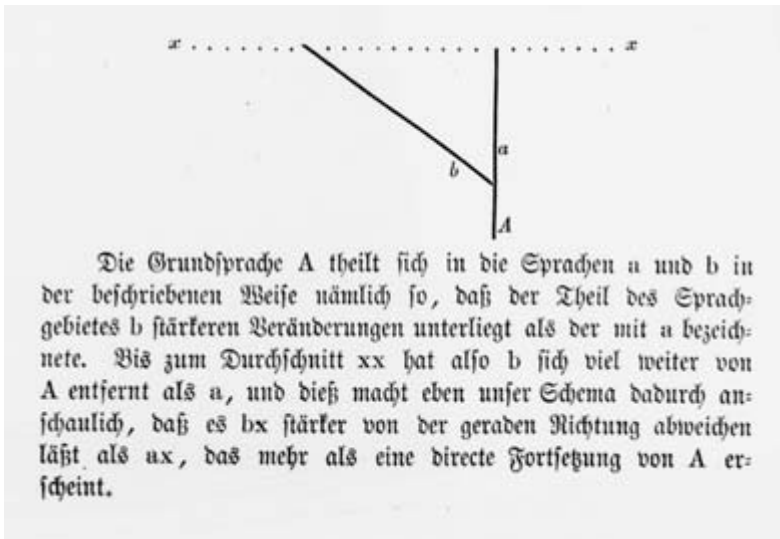 x x
a
b
A
Die Grundſprache A theilt ſich in die Sprachen a und b in
der beſchriebenen Weiſe nämlich ſo, daß der Theil des Sprach=
gebietes b ſtärkeren Veränderungen unterliegt als der mit a bezeich=
nete. Bis zum Durchſchnitt xx hat alſo b ſich viel weiter von
A entfernt als a, und dieß macht eben unſer Schema dadurch an=
ſchaulich, daß es bx ſtärker von der geraden Richtung abweichen
läßt als ax, das mehr als eine directe Fortſetzung von A er=
ſcheint.